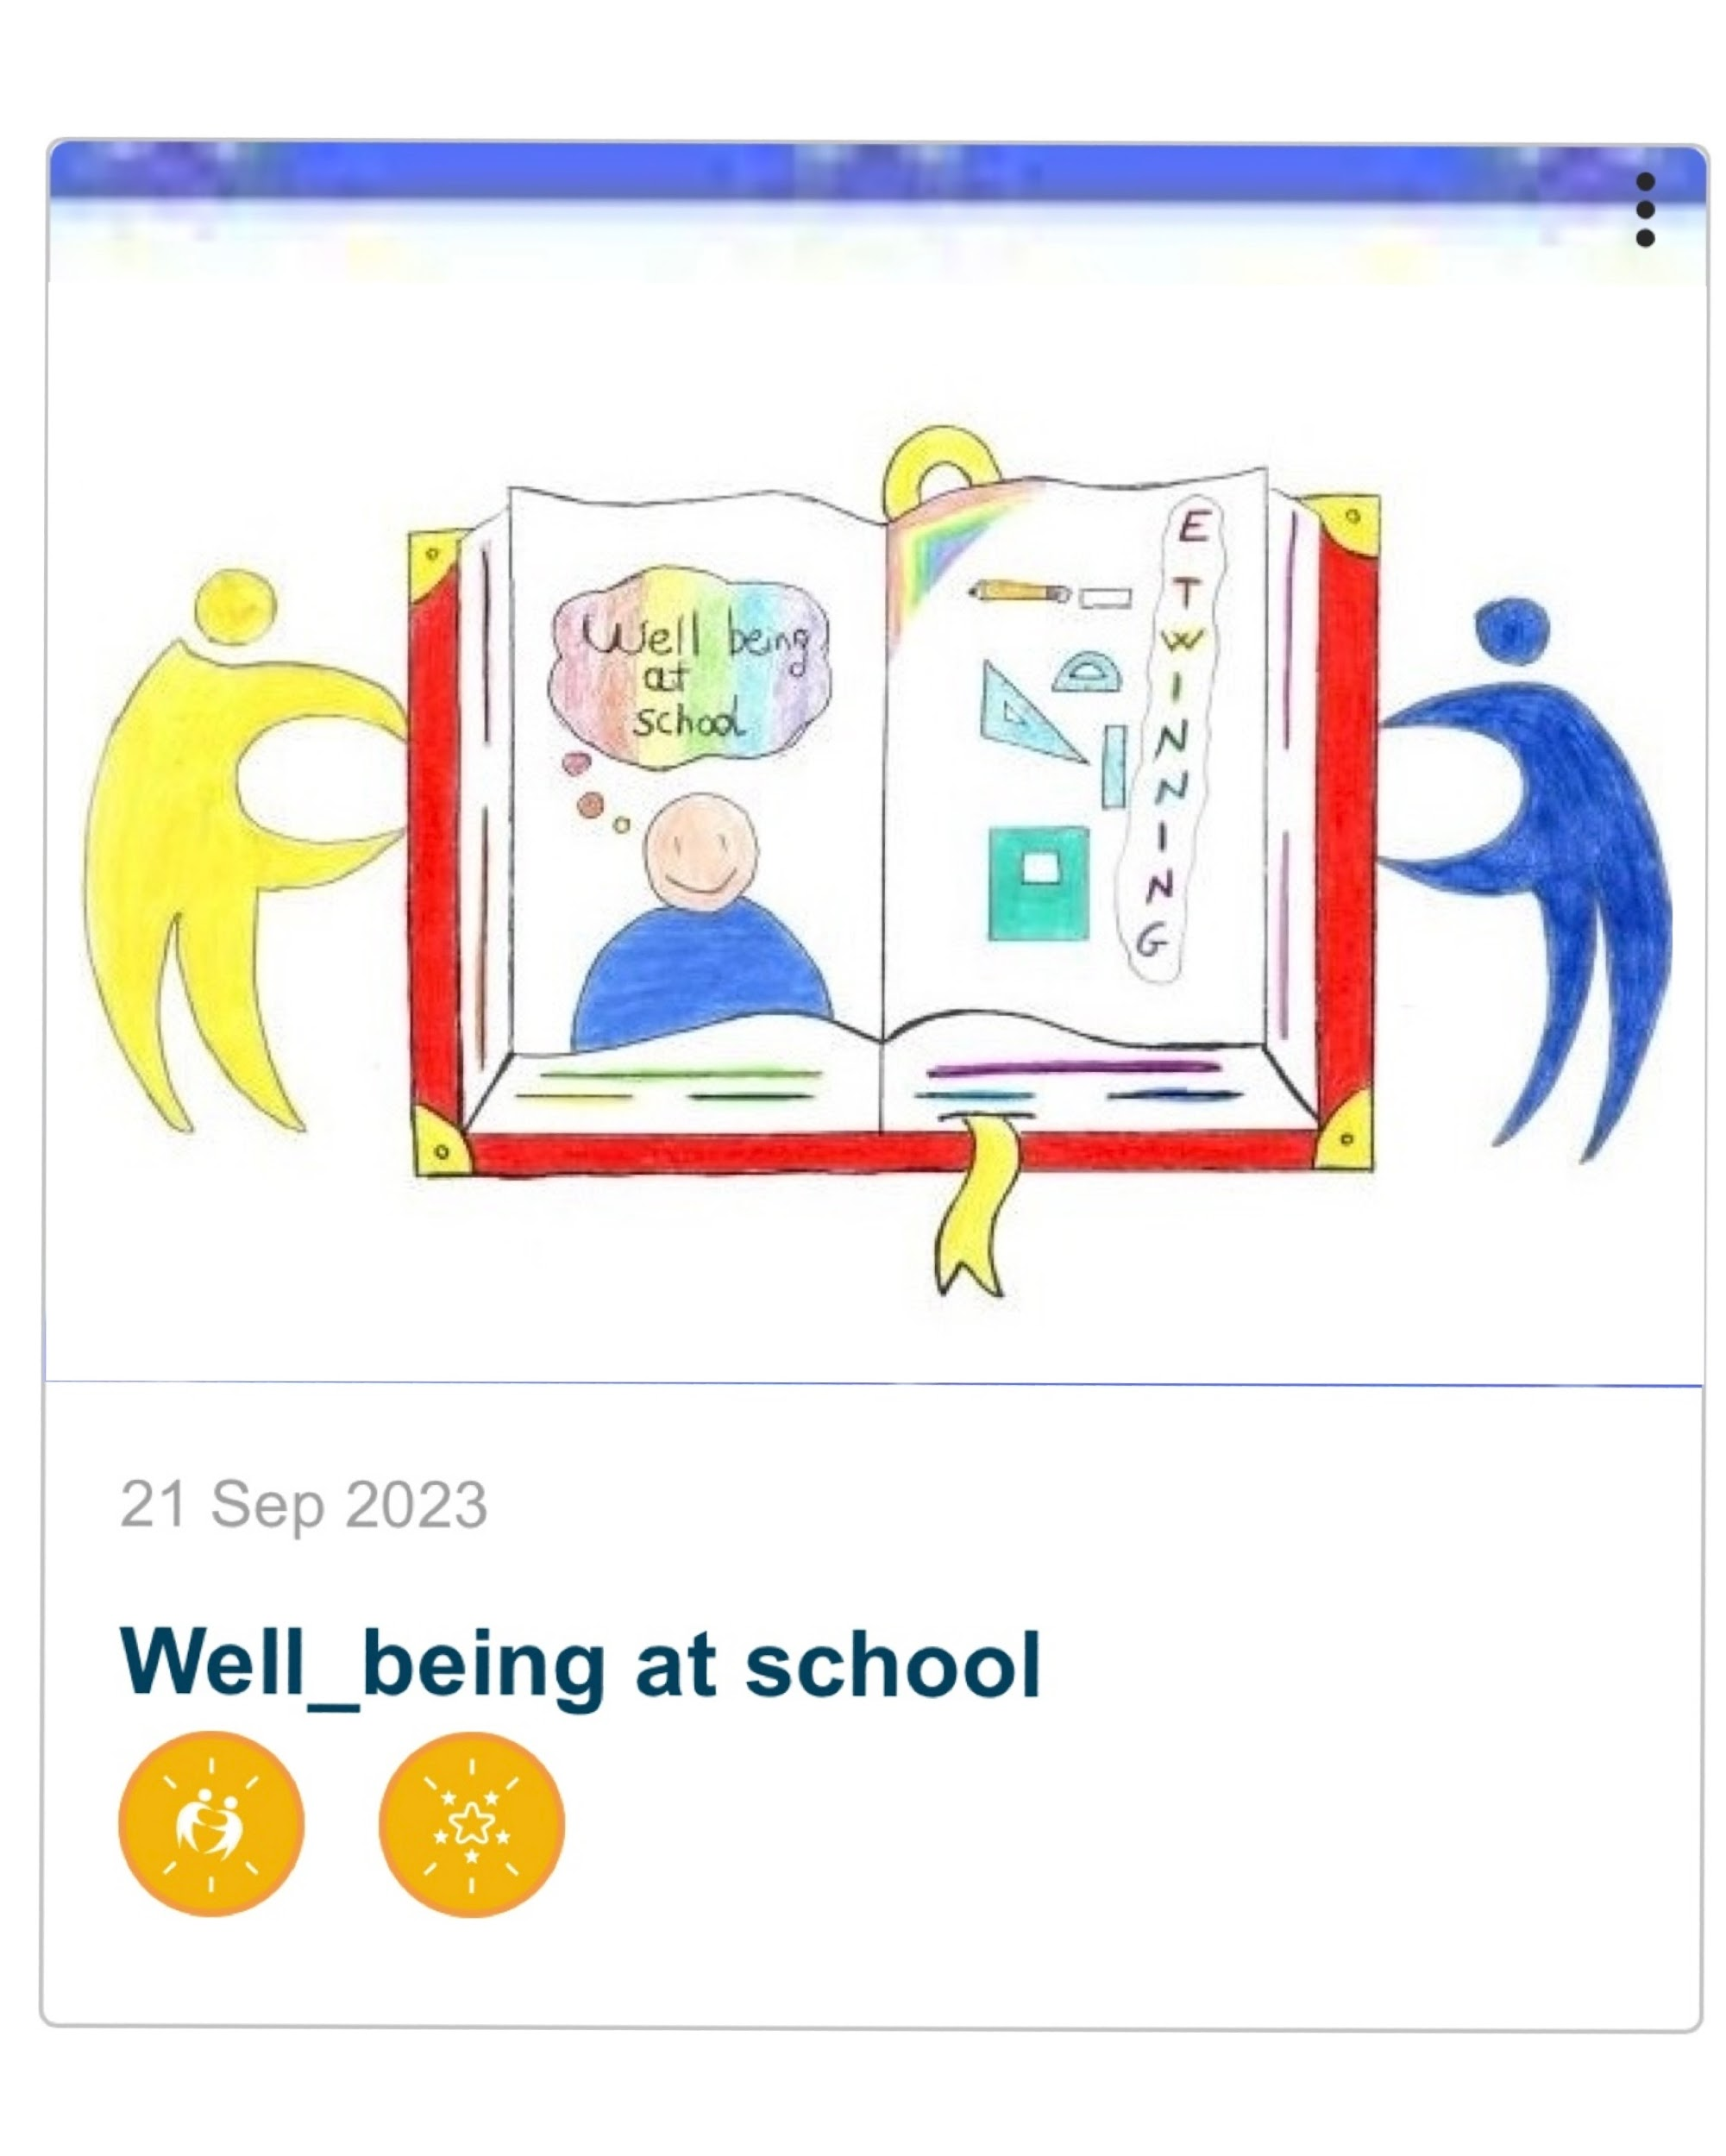 Well being
at
school
E
T
W
I
N
N
I
N
G
21 Sep 2023
Well_being at school